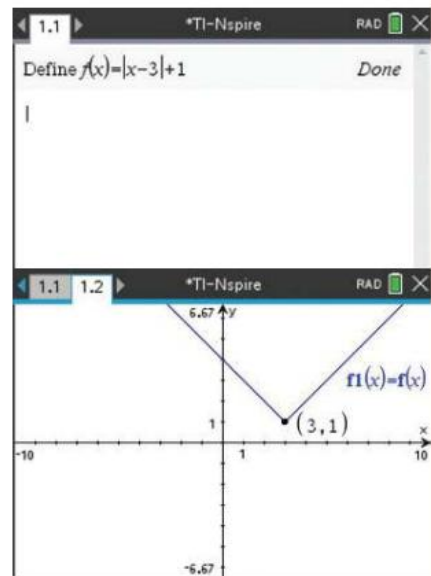 1.1 *TI-Nspire RAD
Define f(x)=|x-3|+1 Done
1.1 1.2 *TI-Nspire RAD
6.67 y
f1(x)=f(x)
1 (3,1)
x
-10 1 10
-6.67